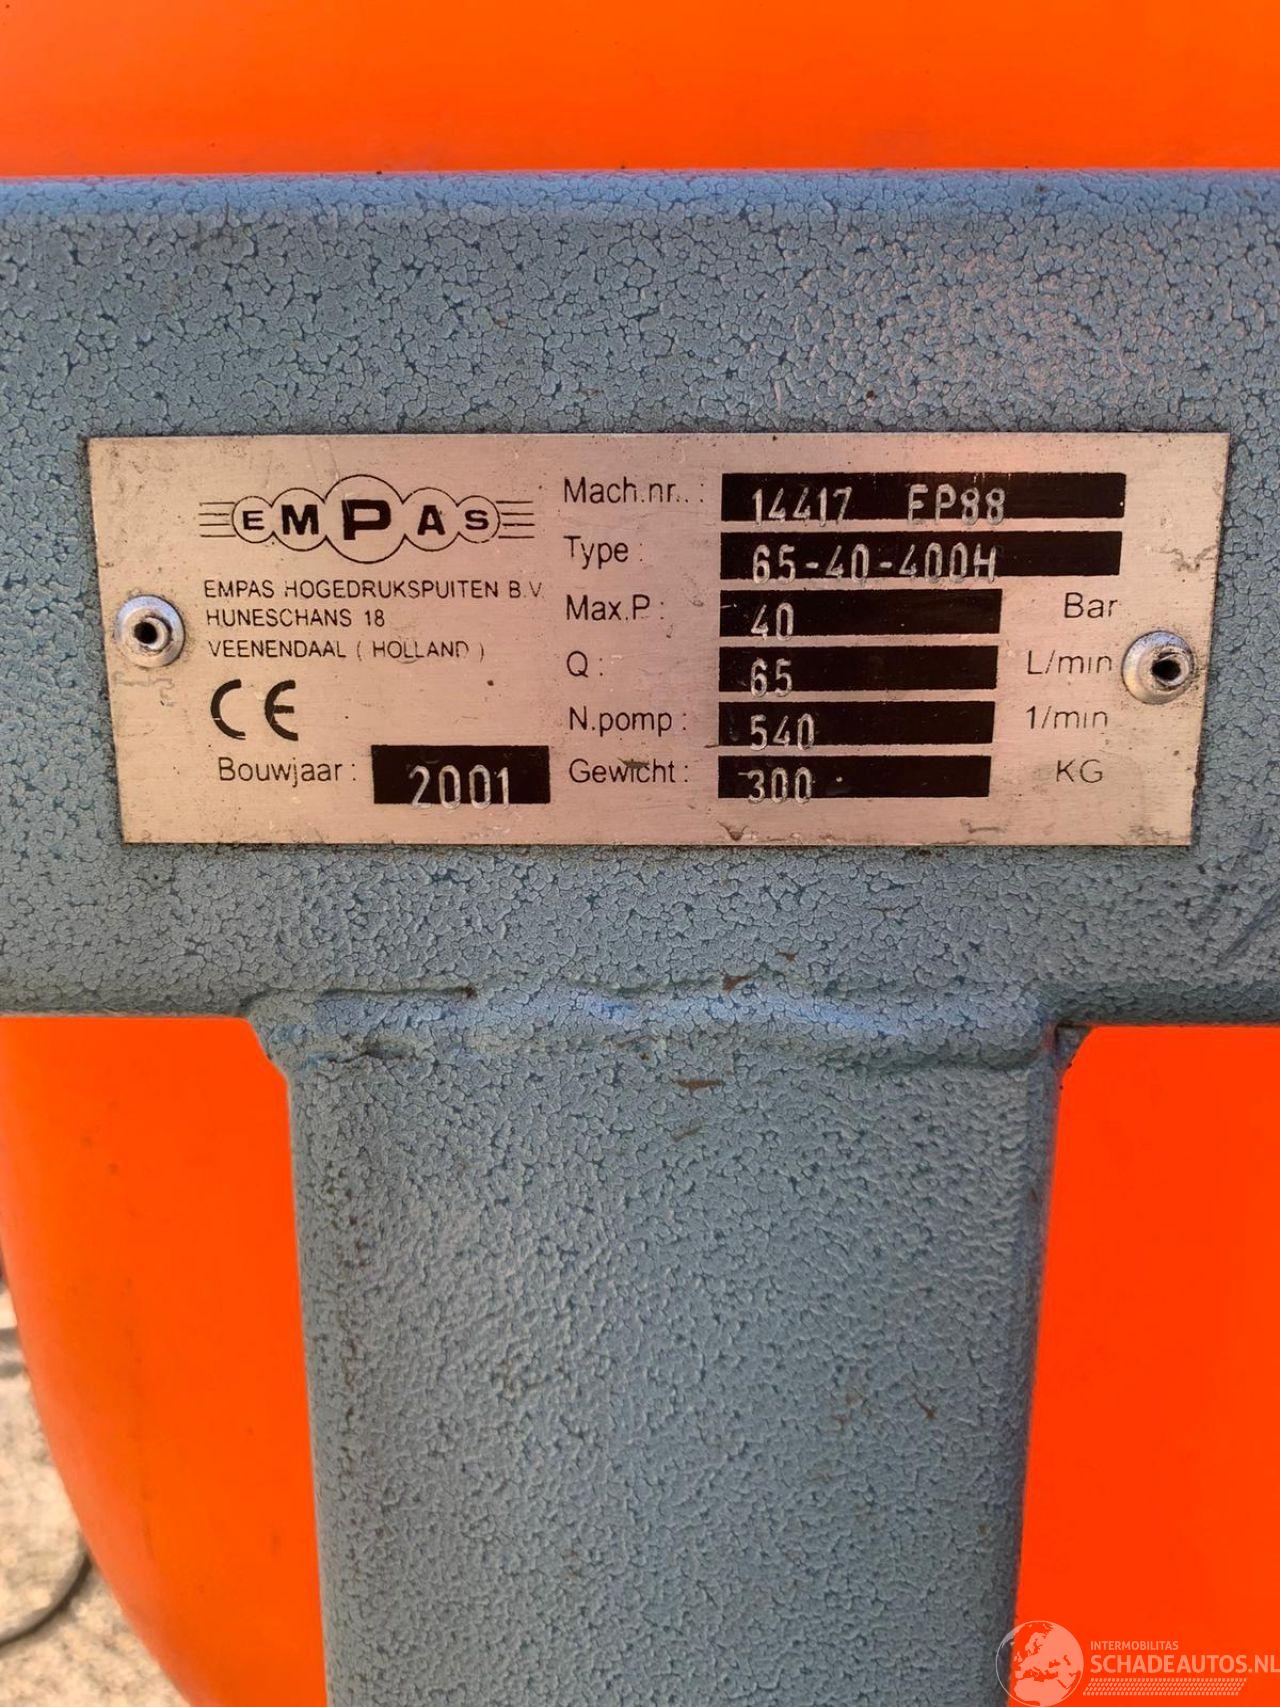 EMPAS
EMPAS HOGEDRUKSPUITEN B.V.
HUNESCHANS 18
VEENENDAAL ( HOLLAND )
CE
Bouwjaar : 2001
Mach.nr.. : 14417 EP88
Type : 65-40-400H
Max.P : 40 Bar
Q : 65 L/min
N.pomp : 540 1/min
Gewicht : 300 KG
INTERMOBILITAS
SCHADEAUTOS.NL